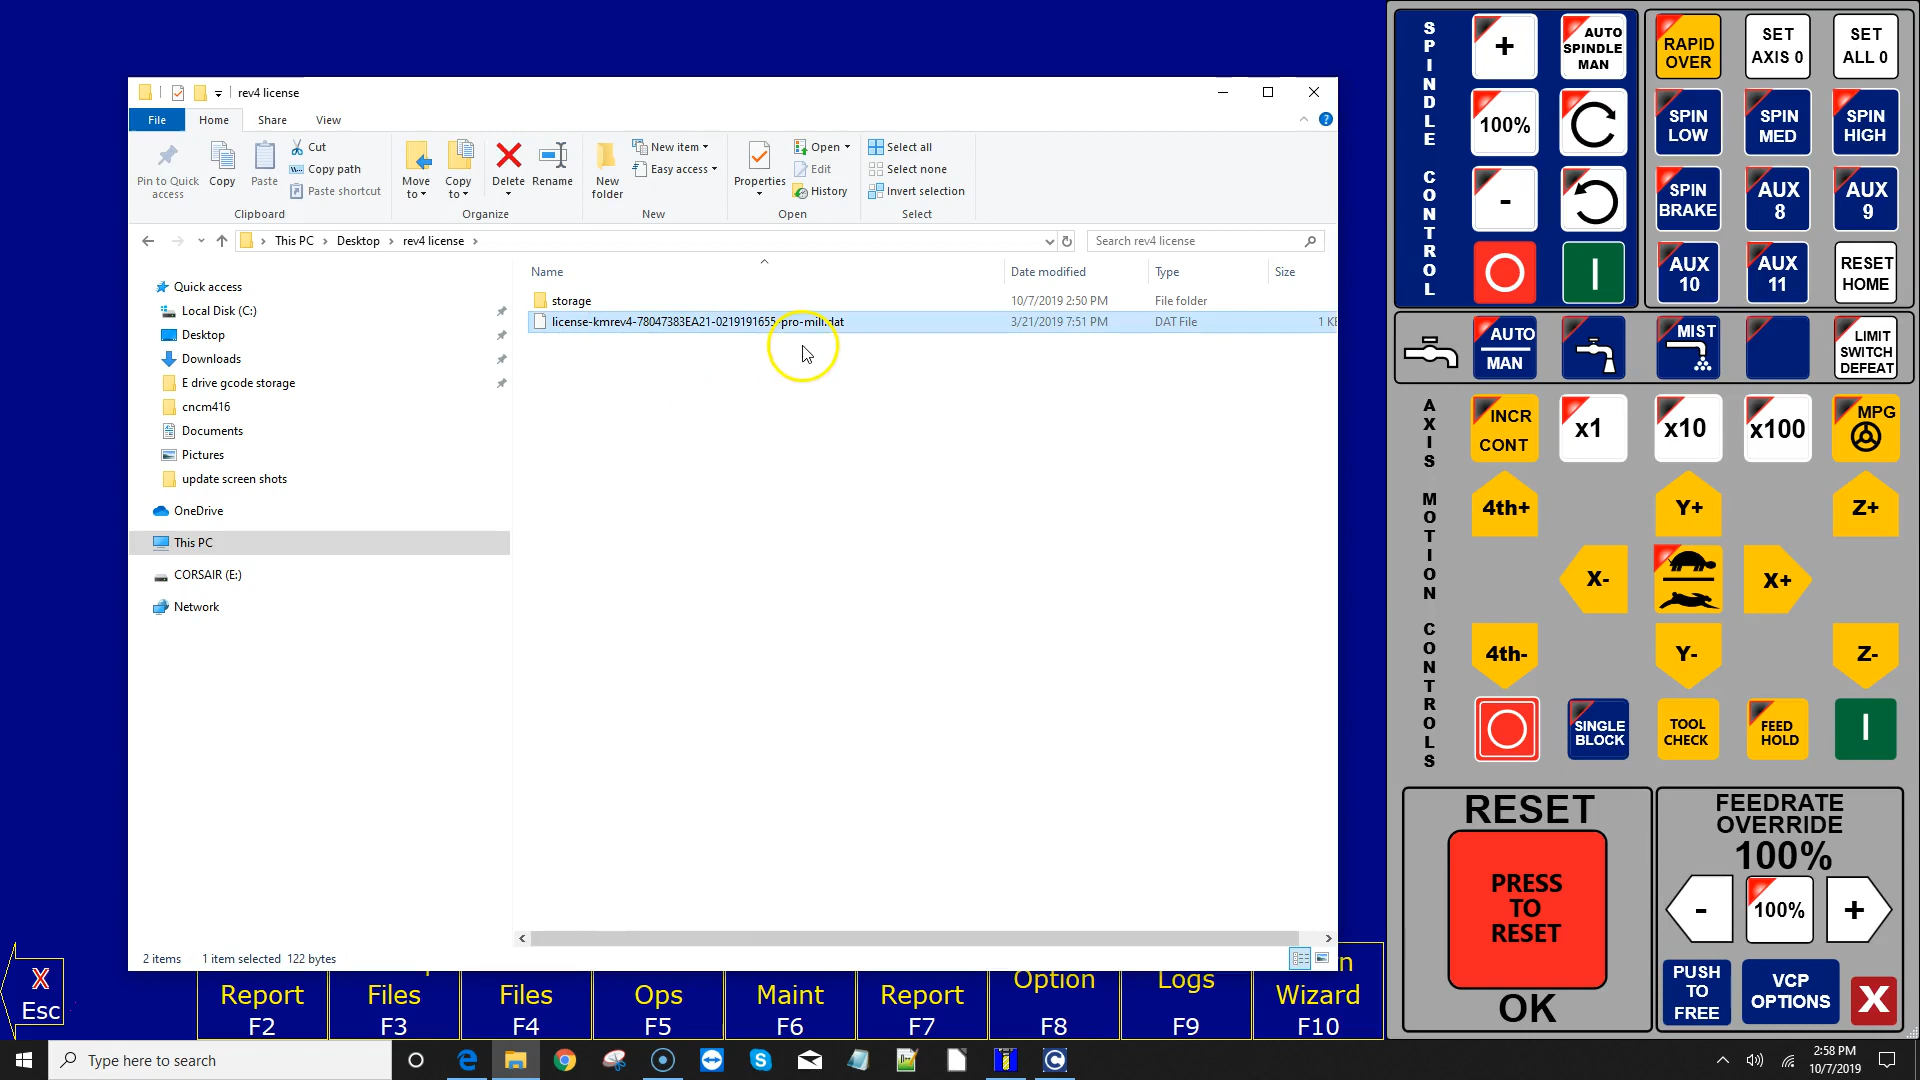 rev4 license
File
Home
Share
View
Pin to Quick access
Copy
Paste
Cut
Copy path
Paste shortcut
Clipboard
Move to
Copy to
Delete
Rename
Organize
New folder
New item
Easy access
New
Properties
Open
Edit
History
Open
Select all
Select none
Invert selection
Select
This PC > Desktop > rev4 license >
Search rev4 license
Quick access
Local Disk (C:)
Desktop
Downloads
E drive gcode storage
cncm416
Documents
Pictures
update screen shots
OneDrive
This PC
CORSAIR (E:)
Network
Name Date modified Type Size
storage 10/7/2019 2:50 PM File folder
license-kmrev4-78047383EA21-0219191655-pro-mill.dat 3/21/2019 7:51 PM DAT File
2 items 1 item selected 122 bytes
X
Esc
Report
F2
Files
F3
Files
F4
Ops
F5
Maint
F6
Report
F7
Option
F8
Logs
F9
Wizard
F10
SPINDLE CONTROL
+
AUTO
SPINDLE
MAN
100%
-
RAPID
OVER
SET
AXIS 0
SET
ALL 0
SPIN
LOW
SPIN
MED
SPIN
HIGH
SPIN
BRAKE
AUX
8
AUX
9
AUX
10
AUX
11
RESET
HOME
AUTO
MAN
MIST
LIMIT
SWITCH
DEFEAT
AXIS MOTION CONTROLS
INCR
CONT
x1
x10
x100
MPG
4th+
Y+
Z+
X-
X+
4th-
Y-
Z-
SINGLE
BLOCK
TOOL
CHECK
FEED
HOLD
RESET
PRESS
TO
RESET
OK
FEEDRATE
OVERRIDE
100%
-
100%
+
PUSH
TO
FREE
VCP
OPTIONS
X
Type here to search
2:58 PM
10/7/2019